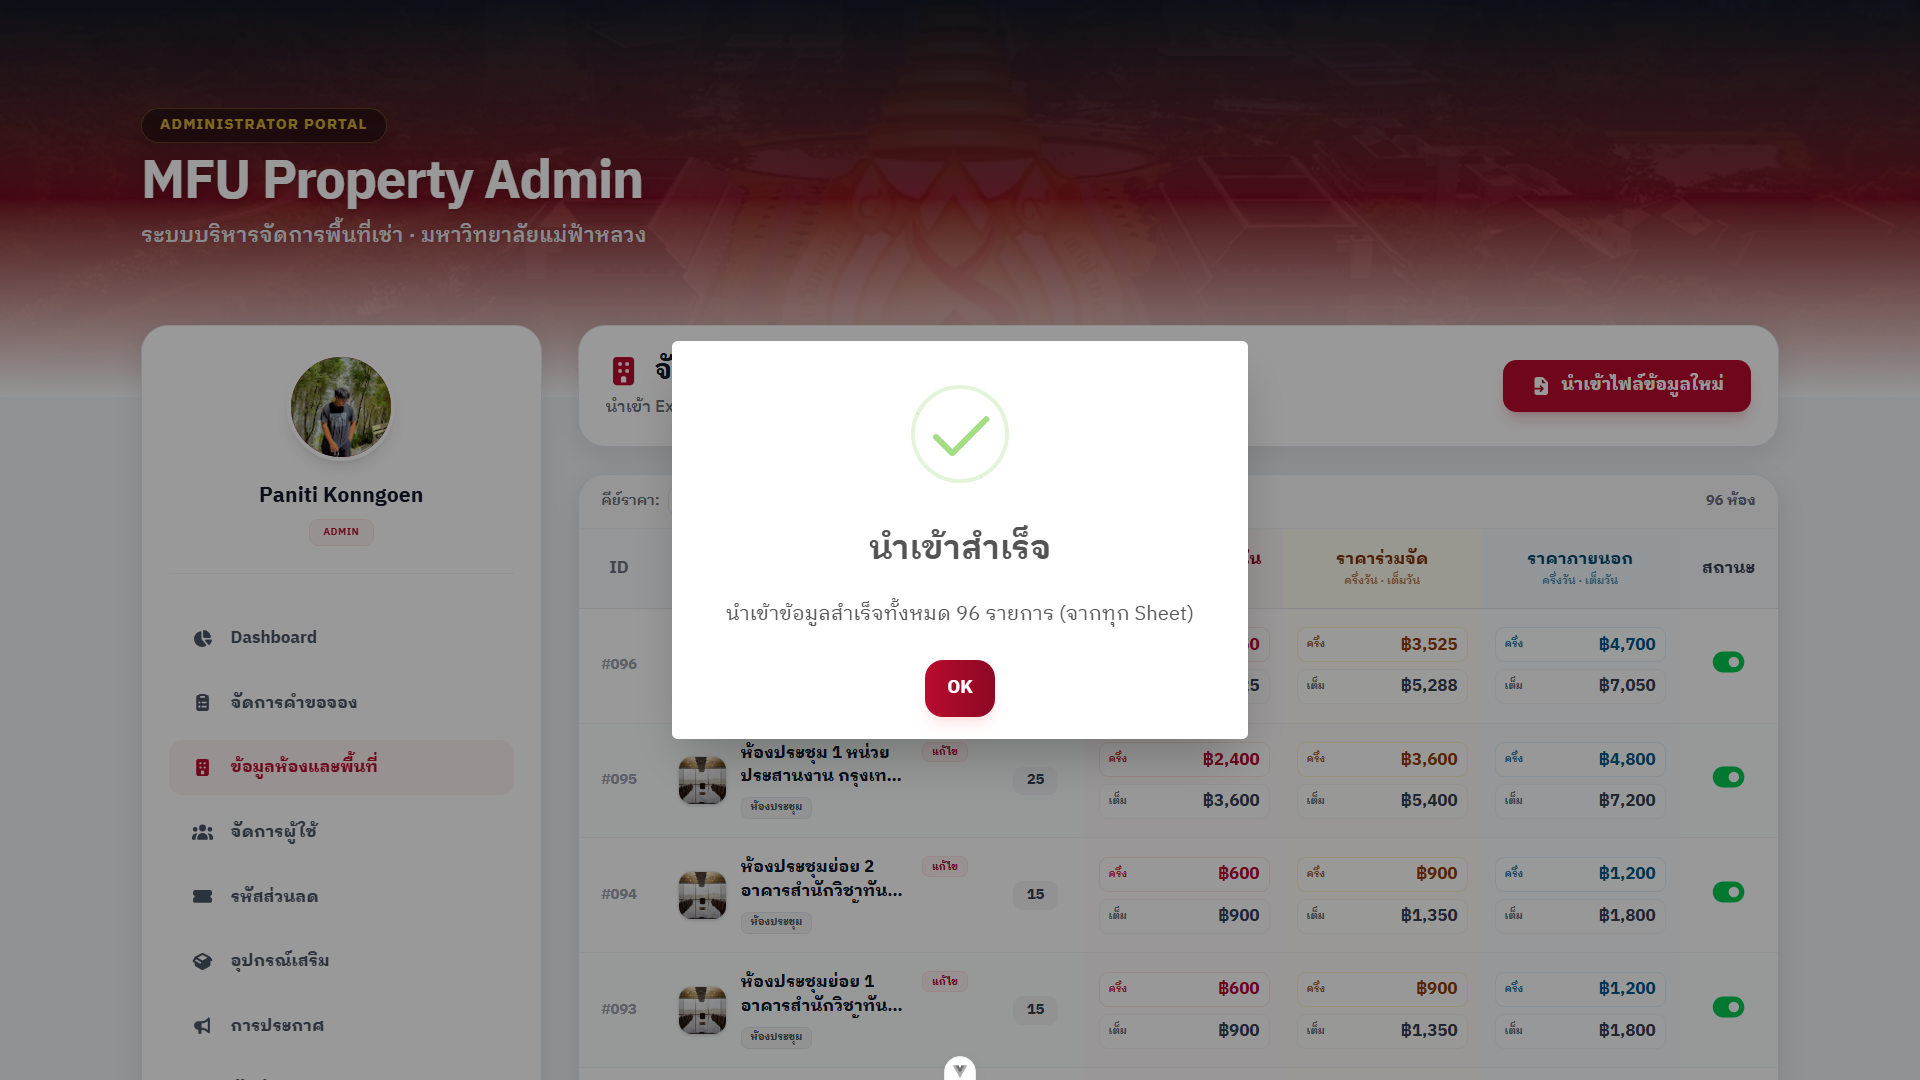 ADMINISTRATOR PORTAL
MFU Property Admin
ระบบบริหารจัดการพื้นที่เช่า · มหาวิทยาลัยแม่ฟ้าหลวง
Paniti Konngoen
ADMIN
Dashboard
จัดการคำขอจอง
ข้อมูลห้องและพื้นที่
จัดการผู้ใช้
รหัสส่วนลด
อุปกรณ์เสริม
การประกาศ
นำเข้า Ex
นำเข้าไฟล์ข้อมูลใหม่
คีย์ราคา:
96 ห้อง
ID
ราคาร่วมจัด
ครึ่งวัน · เต็มวัน
ราคาภายนอก
ครึ่งวัน · เต็มวัน
สถานะ
นำเข้าสำเร็จ
นำเข้าข้อมูลสำเร็จทั้งหมด 96 รายการ (จากทุก Sheet)
OK
#096
ครึ่ง ฿3,525
ครึ่ง ฿4,700
เต็ม ฿5,288
เต็ม ฿7,050
#095
ห้องประชุม 1 หน่วย
ประสานงาน กรุงเท...
ห้องประชุม
แก้ไข
25
ครึ่ง ฿2,400
เต็ม ฿3,600
ครึ่ง ฿3,600
เต็ม ฿5,400
ครึ่ง ฿4,800
เต็ม ฿7,200
#094
ห้องประชุมย่อย 2
อาคารสำนักวิชาทัน...
ห้องประชุม
แก้ไข
15
ครึ่ง ฿600
เต็ม ฿900
ครึ่ง ฿900
เต็ม ฿1,350
ครึ่ง ฿1,200
เต็ม ฿1,800
#093
ห้องประชุมย่อย 1
อาคารสำนักวิชาทัน...
ห้องประชุม
แก้ไข
15
ครึ่ง ฿600
เต็ม ฿900
ครึ่ง ฿900
เต็ม ฿1,350
ครึ่ง ฿1,200
เต็ม ฿1,800